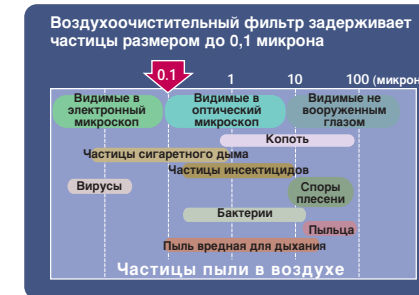 Воздухоочистительный фильтр задерживает
частицы размером до 0,1 микрона
0.1
1 10 100 (микрон
Видимые в
электронный
микроскоп
Видимые в
оптический
микроскоп
Видимые не
вооруженным
глазом
Копоть
Частицы сигаретного дыма
Частицы инсектицидов
Вирусы
Споры
плесени
Бактерии
Пыльца
Пыль вредная для дыхания
Частицы пыли в воздухе